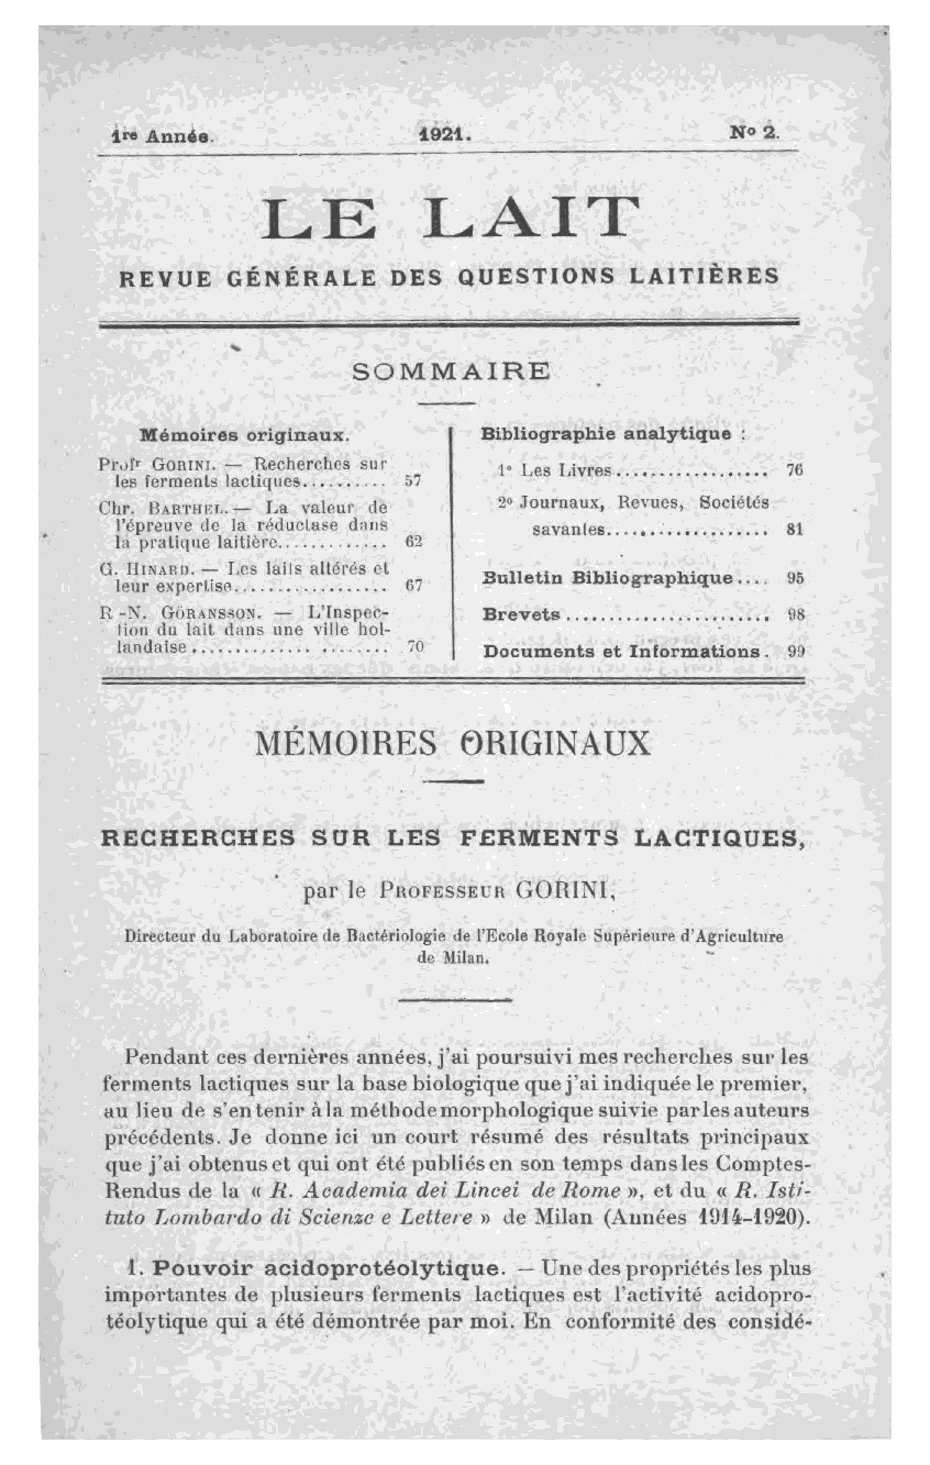 1re Année. 1921. No 2.
LE LAIT
REVUE GÉNÉRALE DES QUESTIONS LAITIÈRES
SOMMAIRE
Mémoires originaux.
Profr GORINI. — Recherches sur
les ferments lactiques.......... 57
Chr. BARTHEL. — La valeur de
l'épreuve de la réductase dans
la pratique laitière............. 62
G. HINARD. — Les laits altérés et
leur expertise.................. 67
R.-N. GÖRANSSON. — L'Inspec-
tion du lait dans une ville hol-
landaise....................... 70
Bibliographie analytique :
1° Les Livres.................. 76
2° Journaux, Revues, Sociétés
savantes................... 81
Bulletin Bibliographique.... 95
Brevets........................ 98
Documents et Informations. 99
MÉMOIRES ORIGINAUX
RECHERCHES SUR LES FERMENTS LACTIQUES,
par le PROFESSEUR GORINI,
Directeur du Laboratoire de Bactériologie de l'Ecole Royale Supérieure d'Agriculture
de Milan.
Pendant ces dernières années, j'ai poursuivi mes recherches sur les
ferments lactiques sur la base biologique que j'ai indiquée le premier,
au lieu de s'en tenir à la méthode morphologique suivie par les auteurs
précédents. Je donne ici un court résumé des résultats principaux
que j'ai obtenus et qui ont été publiés en son temps dans les Comptes-
Rendus de la « R. Academia dei Lincei de Rome », et du « R. Isti-
tuto Lombardo di Scienze e Lettere » de Milan (Années 1914-1920).
1. Pouvoir acidoprotéolytique. — Une des propriétés les plus
importantes de plusieurs ferments lactiques est l'activité acidopro-
téolytique qui a été démontrée par moi. En conformité des considé-